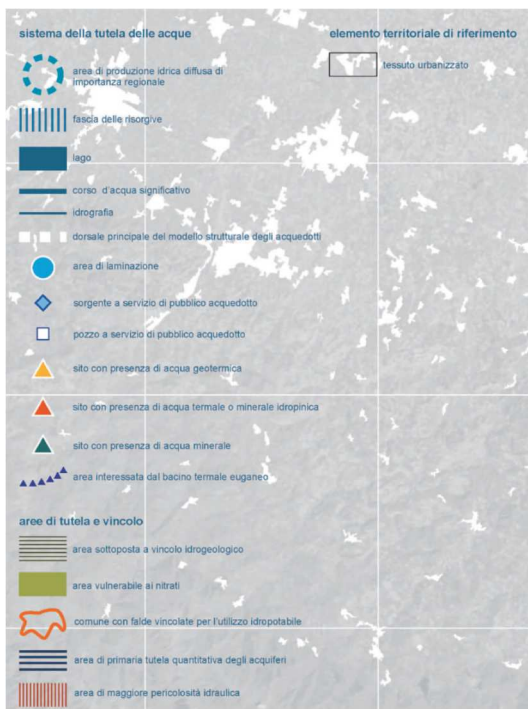 sistema della tutela delle acque
area di produzione idrica diffusa di
importanza regionale
fascia delle risorgive
lago
corso d'acqua significativo
idrografia
dorsale principale del modello strutturale degli acquedotti
area di laminazione
sorgente a servizio di pubblico acquedotto
pozzo a servizio di pubblico acquedotto
sito con presenza di acqua geotermica
sito con presenza di acqua termale o minerale idropinica
sito con presenza di acqua minerale
area interessata dal bacino termale euganeo
aree di tutela e vincolo
area sottoposta a vincolo idrogeologico
area vulnerabile ai nitrati
comune con falde vincolate per l'utilizzo idropotabile
area di primaria tutela quantitativa degli acquiferi
area di maggiore pericolosità idraulica
elemento territoriale di riferimento
tessuto urbanizzato